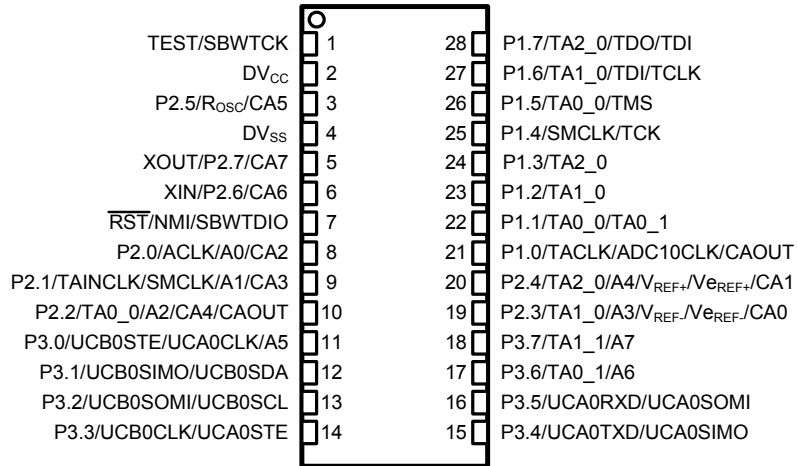 TEST/SBWTCK 1 28 P1.7/TA2_0/TDO/TDI
DVCC 2 27 P1.6/TA1_0/TDI/TCLK
P2.5/ROSC/CA5 3 26 P1.5/TA0_0/TMS
DVSS 4 25 P1.4/SMCLK/TCK
XOUT/P2.7/CA7 5 24 P1.3/TA2_0
XIN/P2.6/CA6 6 23 P1.2/TA1_0
RST/NMI/SBWTDIO 7 22 P1.1/TA0_0/TA0_1
P2.0/ACLK/A0/CA2 8 21 P1.0/TACLK/ADC10CLK/CAOUT
P2.1/TAINCLK/SMCLK/A1/CA3 9 20 P2.4/TA2_0/A4/VREF+/VeREF+/CA1
P2.2/TA0_0/A2/CA4/CAOUT 10 19 P2.3/TA1_0/A3/VREF-/VeREF-/CA0
P3.0/UCB0STE/UCA0CLK/A5 11 18 P3.7/TA1_1/A7
P3.1/UCB0SIMO/UCB0SDA 12 17 P3.6/TA0_1/A6
P3.2/UCB0SOMI/UCB0SCL 13 16 P3.5/UCA0RXD/UCA0SOMI
P3.3/UCB0CLK/UCA0STE 14 15 P3.4/UCA0TXD/UCA0SIMO